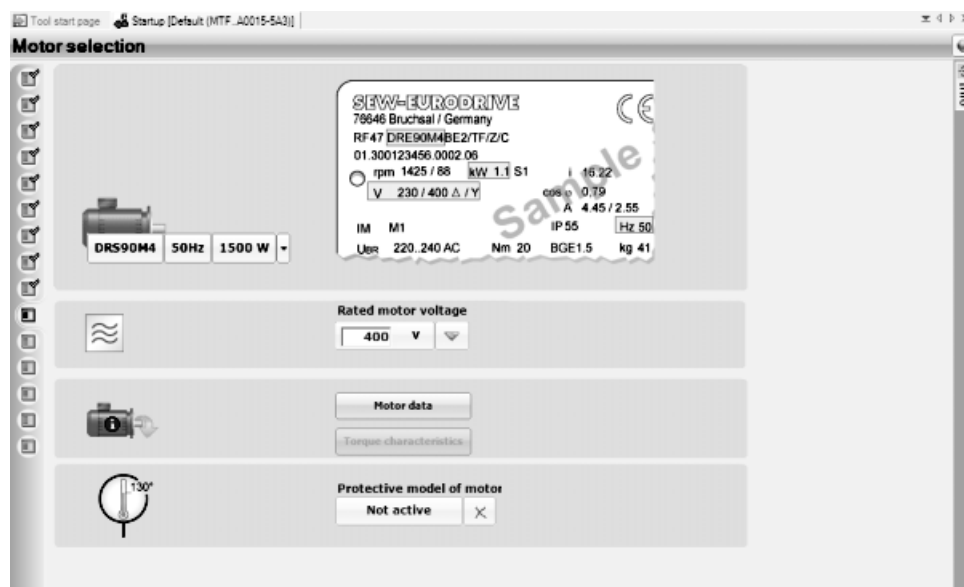 Tool start page Startup [Default (MTF..A0015-5A3)]
Motor selection
SEW-EURODRIVE
76646 Bruchsal / Germany
RF47 DRE90M4BE2/TF/Z/C
01.300123456.0002.06
rpm 1425 / 88 kW 1.1 S1 i 16.22
V 230 / 400 Δ / Y cos φ 0,79
A 4.45 / 2.55
IM M1 IP 55 Hz 50
UBR 220..240 AC Nm 20 BGE1.5 kg 41
Sample
DRS90M4 50Hz 1500 W
Rated motor voltage
400 V
Motor data
Torque characteristics
130°
Protective model of motor
Not active